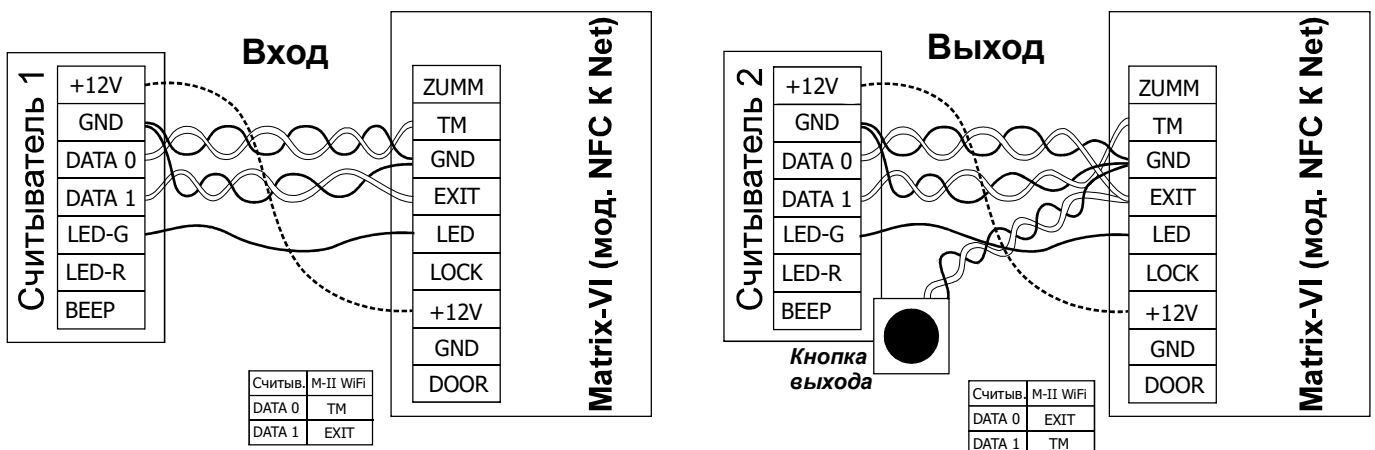 Вход
Считыватель 1
+12V
GND
DATA 0
DATA 1
LED-G
LED-R
BEEP
ZUMM
TM
GND
EXIT
LED
LOCK
+12V
GND
DOOR
Matrix-VI (мод. NFC К Net)
Считыв. M-II WiFi
DATA 0 TM
DATA 1 EXIT
Выход
Считыватель 2
+12V
GND
DATA 0
DATA 1
LED-G
LED-R
BEEP
Кнопка
выхода
ZUMM
TM
GND
EXIT
LED
LOCK
+12V
GND
DOOR
Matrix-VI (мод. NFC К Net)
Считыв. M-II WiFi
DATA 0 EXIT
DATA 1 TM